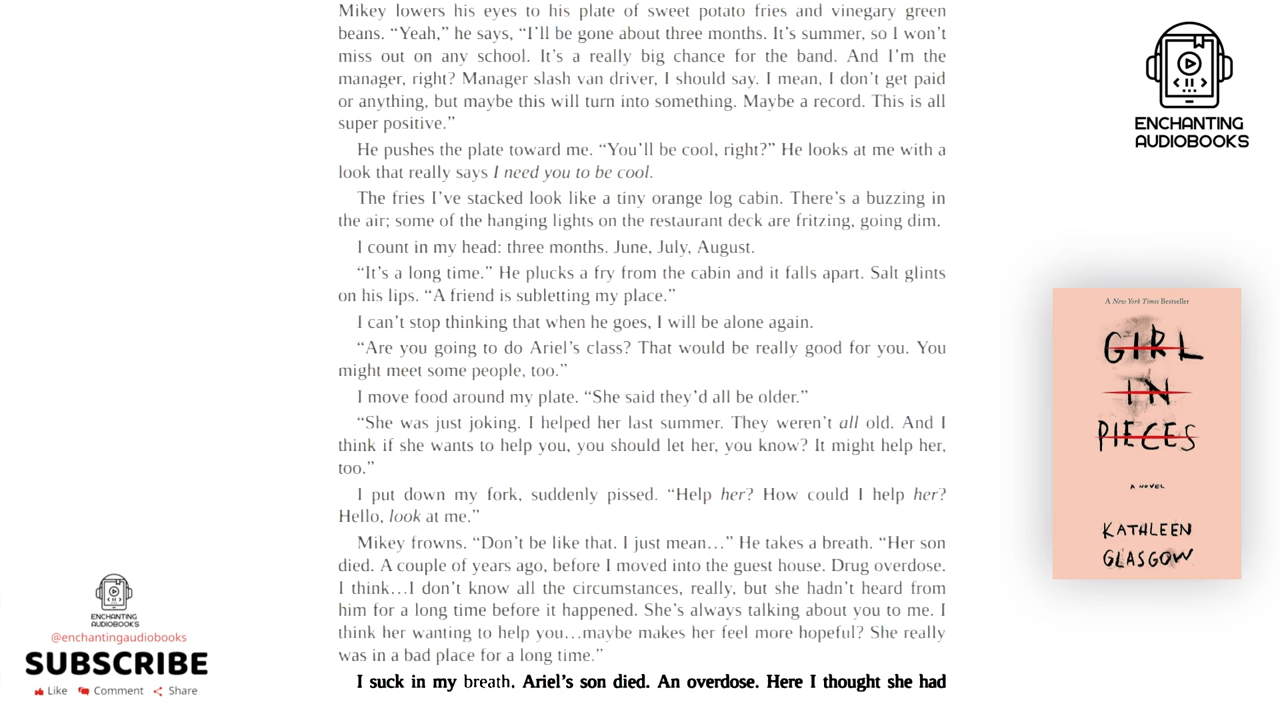 Mikey lowers his eyes to his plate of sweet potato fries and vinegary green
beans. “Yeah,” he says, “I’ll be gone about three months. It’s summer, so I won’t
miss out on any school. It’s a really big chance for the band. And I’m the
manager, right? Manager slash van driver, I should say. I mean, I don’t get paid
or anything, but maybe this will turn into something. Maybe a record. This is all
super positive.”
He pushes the plate toward me. “You’ll be cool, right?” He looks at me with a
look that really says I need you to be cool.
The fries I’ve stacked look like a tiny orange log cabin. There’s a buzzing in
the air; some of the hanging lights on the restaurant deck are fritzing, going dim.
I count in my head: three months. June, July, August.
“It’s a long time.” He plucks a fry from the cabin and it falls apart. Salt glints
on his lips. “A friend is subletting my place.”
I can’t stop thinking that when he goes, I will be alone again.
“Are you going to do Ariel’s class? That would be really good for you. You
might meet some people, too.”
I move food around my plate. “She said they’d all be older.”
“She was just joking. I helped her last summer. They weren’t all old. And I
think if she wants to help you, you should let her, you know? It might help her,
too.”
I put down my fork, suddenly pissed. “Help her? How could I help her?
Hello, look at me.”
Mikey frowns. “Don’t be like that. I just mean…” He takes a breath. “Her son
died. A couple of years ago, before I moved into the guest house. Drug overdose.
I think…I don’t know all the circumstances, really, but she hadn’t heard from
him for a long time before it happened. She’s always talking about you to me. I
think her wanting to help you…maybe makes her feel more hopeful? She really
was in a bad place for a long time.”
I suck in my breath. Ariel’s son died. An overdose. Here I thought she had
ENCHANTING
AUDIOBOOKS
A New York Times Bestseller
GIRL
IN
PIECES
A NOVEL
KATHLEEN
GLASGOW
ENCHANTING
AUDIOBOOKS
@enchantingaudiobooks
SUBSCRIBE
Like Comment Share